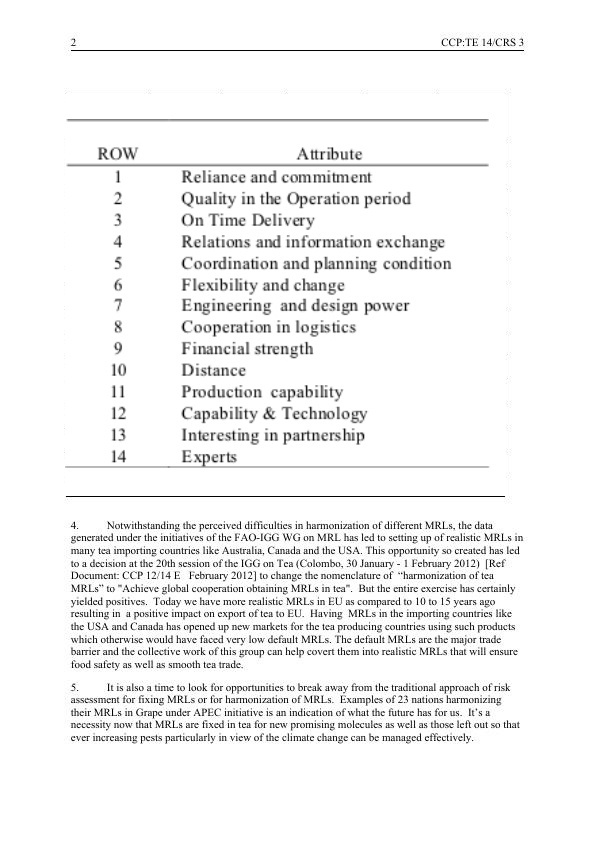 2 CCP:TE 14/CRS 3
ROW Attribute
1 Reliance and commitment
2 Quality in the Operation period
3 On Time Delivery
4 Relations and information exchange
5 Coordination and planning condition
6 Flexibility and change
7 Engineering and design power
8 Cooperation in logistics
9 Financial strength
10 Distance
11 Production capability
12 Capability & Technology
13 Interesting in partnership
14 Experts
4. Notwithstanding the perceived difficulties in harmonization of different MRLs, the data
generated under the initiatives of the FAO-IGG WG on MRL has led to setting up of realistic MRLs in
many tea importing countries like Australia, Canada and the USA. This opportunity so created has led
to a decision at the 20th session of the IGG on Tea (Colombo, 30 January - 1 February 2012) [Ref
Document: CCP 12/14 E February 2012] to change the nomenclature of “harmonization of tea
MRLs” to "Achieve global cooperation obtaining MRLs in tea". But the entire exercise has certainly
yielded positives. Today we have more realistic MRLs in EU as compared to 10 to 15 years ago
resulting in a positive impact on export of tea to EU. Having MRLs in the importing countries like
the USA and Canada has opened up new markets for the tea producing countries using such products
which otherwise would have faced very low default MRLs. The default MRLs are the major trade
barrier and the collective work of this group can help covert them into realistic MRLs that will ensure
food safety as well as smooth tea trade.
5. It is also a time to look for opportunities to break away from the traditional approach of risk
assessment for fixing MRLs or for harmonization of MRLs. Examples of 23 nations harmonizing
their MRLs in Grape under APEC initiative is an indication of what the future has for us. It’s a
necessity now that MRLs are fixed in tea for new promising molecules as well as those left out so that
ever increasing pests particularly in view of the climate change can be managed effectively.